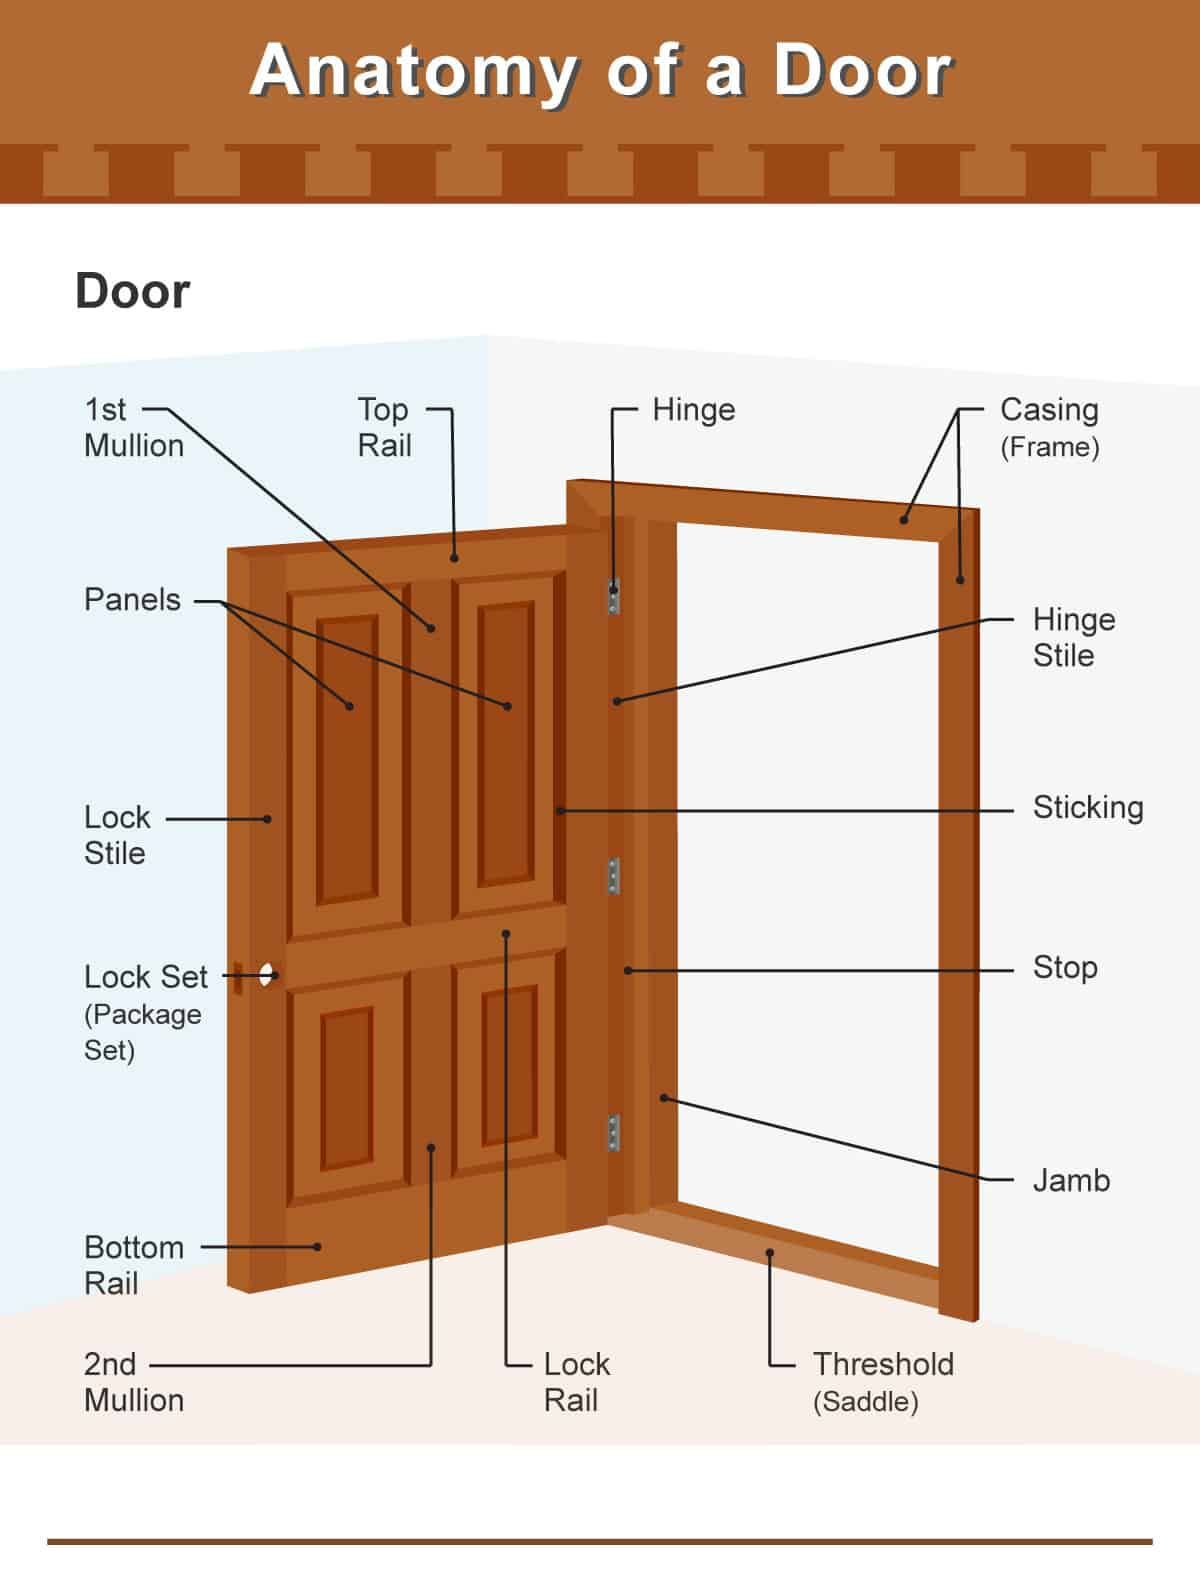 Anatomy of a Door
Door
1st
Mullion
Top
Rail
Hinge
Casing
(Frame)
Panels
Hinge
Stile
Lock
Stile
Sticking
Lock Set
(Package
Set)
Stop
Jamb
Bottom
Rail
2nd
Mullion
Lock
Rail
Threshold
(Saddle)